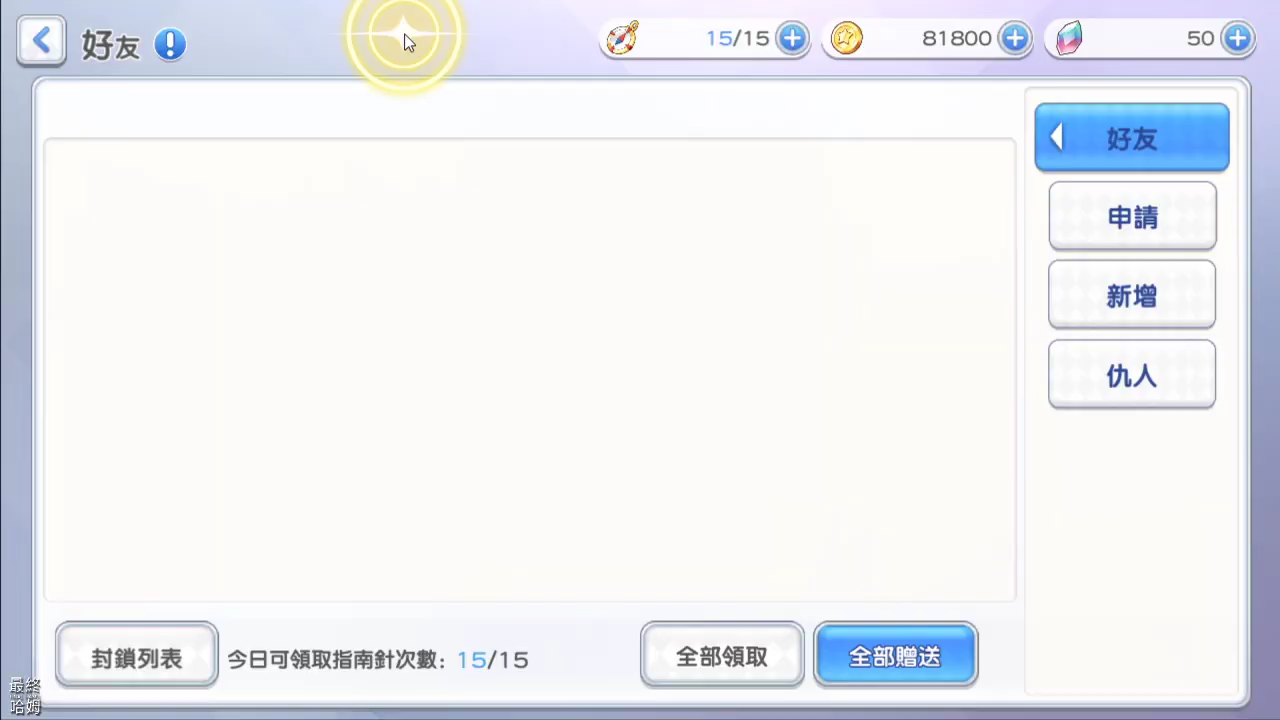 好友
15/15
81800
50
好友
申請
新增
仇人
封鎖列表
今日可領取指南針次數: 15/15
全部領取
全部贈送
最終
哈姆